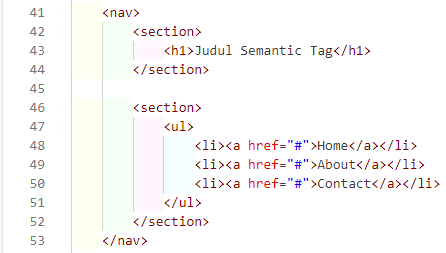 41 <nav>
42 <section>
43 <h1>Judul Semantic Tag</h1>
44 </section>
45
46 <section>
47 <ul>
48 <li><a href="#">Home</a></li>
49 <li><a href="#">About</a></li>
50 <li><a href="#">Contact</a></li>
51 </ul>
52 </section>
53 </nav>